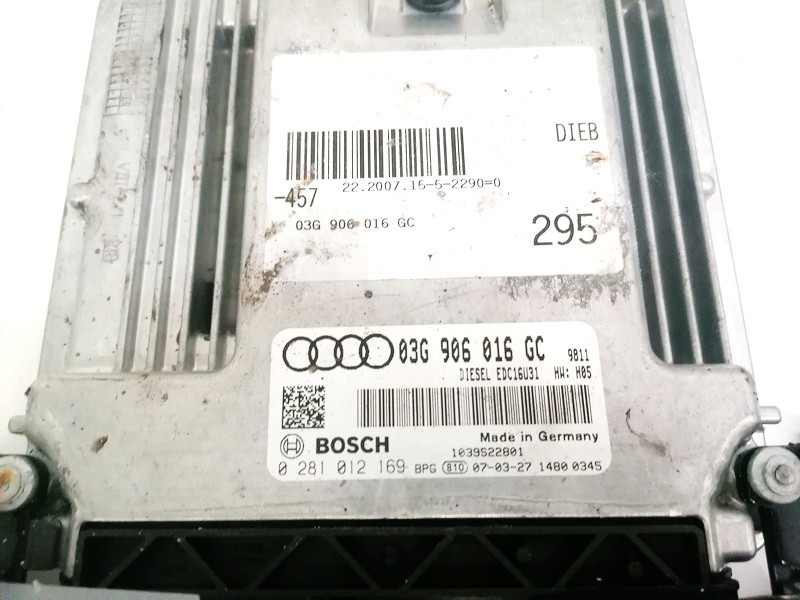 DIEB
22.2007.15-5-2290=0
-457
03G 906 016 GC
295
03G 906 016 GC 9811
DIESEL EDC16U31 HW: H05
Made in Germany
BOSCH 1039S22801
0 281 012 169 BPG 810 07-03-27 1480 0345